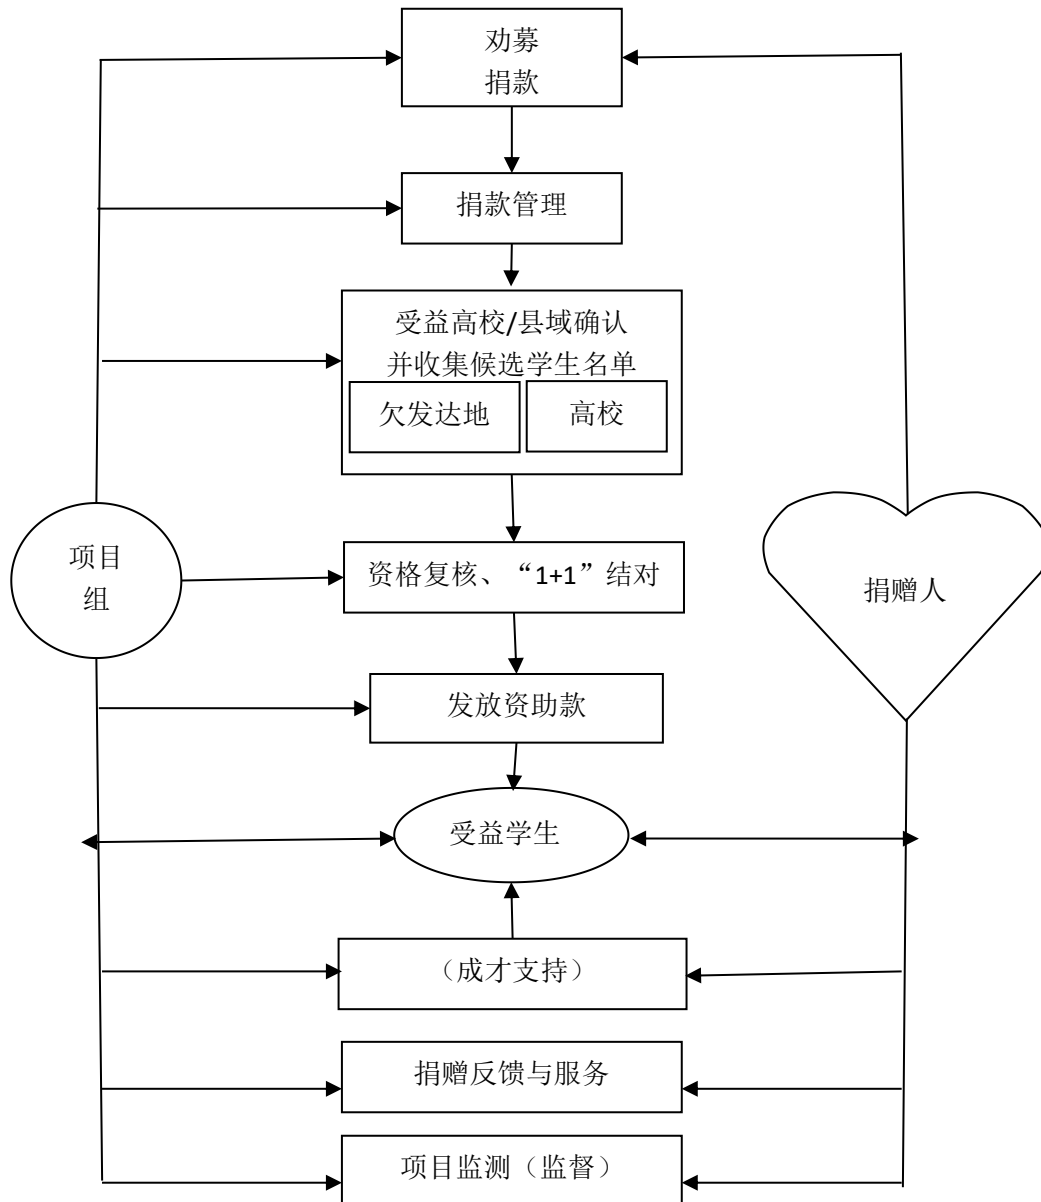 劝募
捐款
捐款管理
受益高校/县域确认
并收集候选学生名单
欠发达地
高校
项目
组
资格复核、“1+1”结对
捐赠人
发放资助款
受益学生
（成才支持）
捐赠反馈与服务
项目监测（监督）